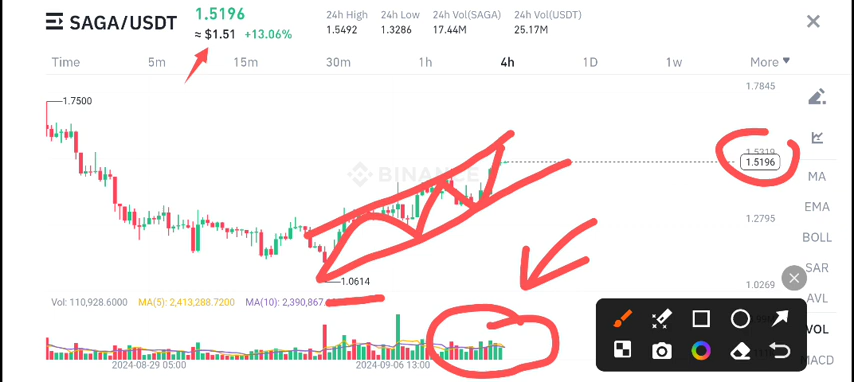 SAGA/USDT
1.5196
≈ $1.51 +13.06%
24h High 24h Low 24h Vol(SAGA) 24h Vol(USDT)
1.5492 1.3286 17.44M 25.17M
Time 5m 15m 30m 1h 4h 1D 1w More
1.7845
1.7500
1.5319
1.5196
BINANCE
MA
EMA
1.2795
BOLL
SAR
1.0614
1.0269
AVL
Vol: 110,928.6000 MA(5): 2,413,288.7200 MA(10): 2,390,867.
VOL
MACD
2024-08-29 05:00 2024-09-06 13:00